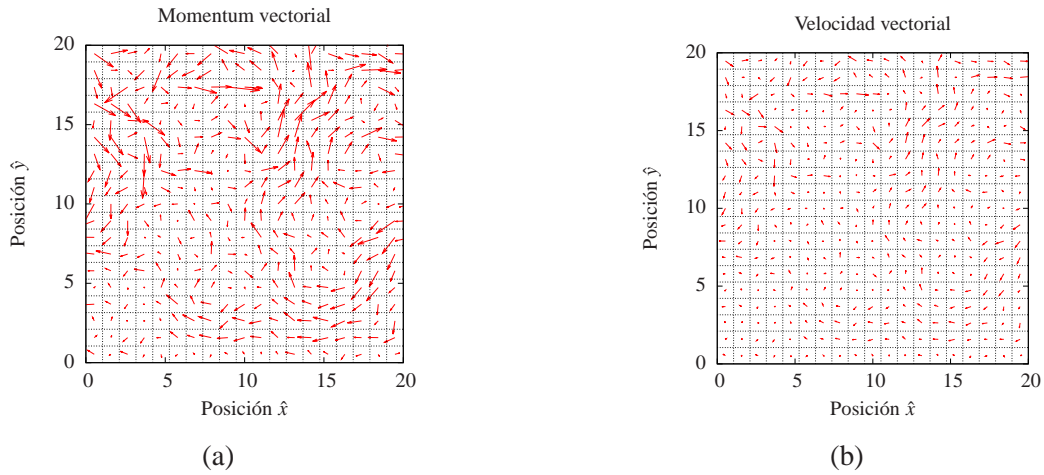 Momentum vectorial
20
15
10
5
0
0 5 10 15 20
Posición ŷ
Posición x̂
(a)
Velocidad vectorial
20
15
10
5
0
0 5 10 15 20
Posición ŷ
Posición x̂
(b)